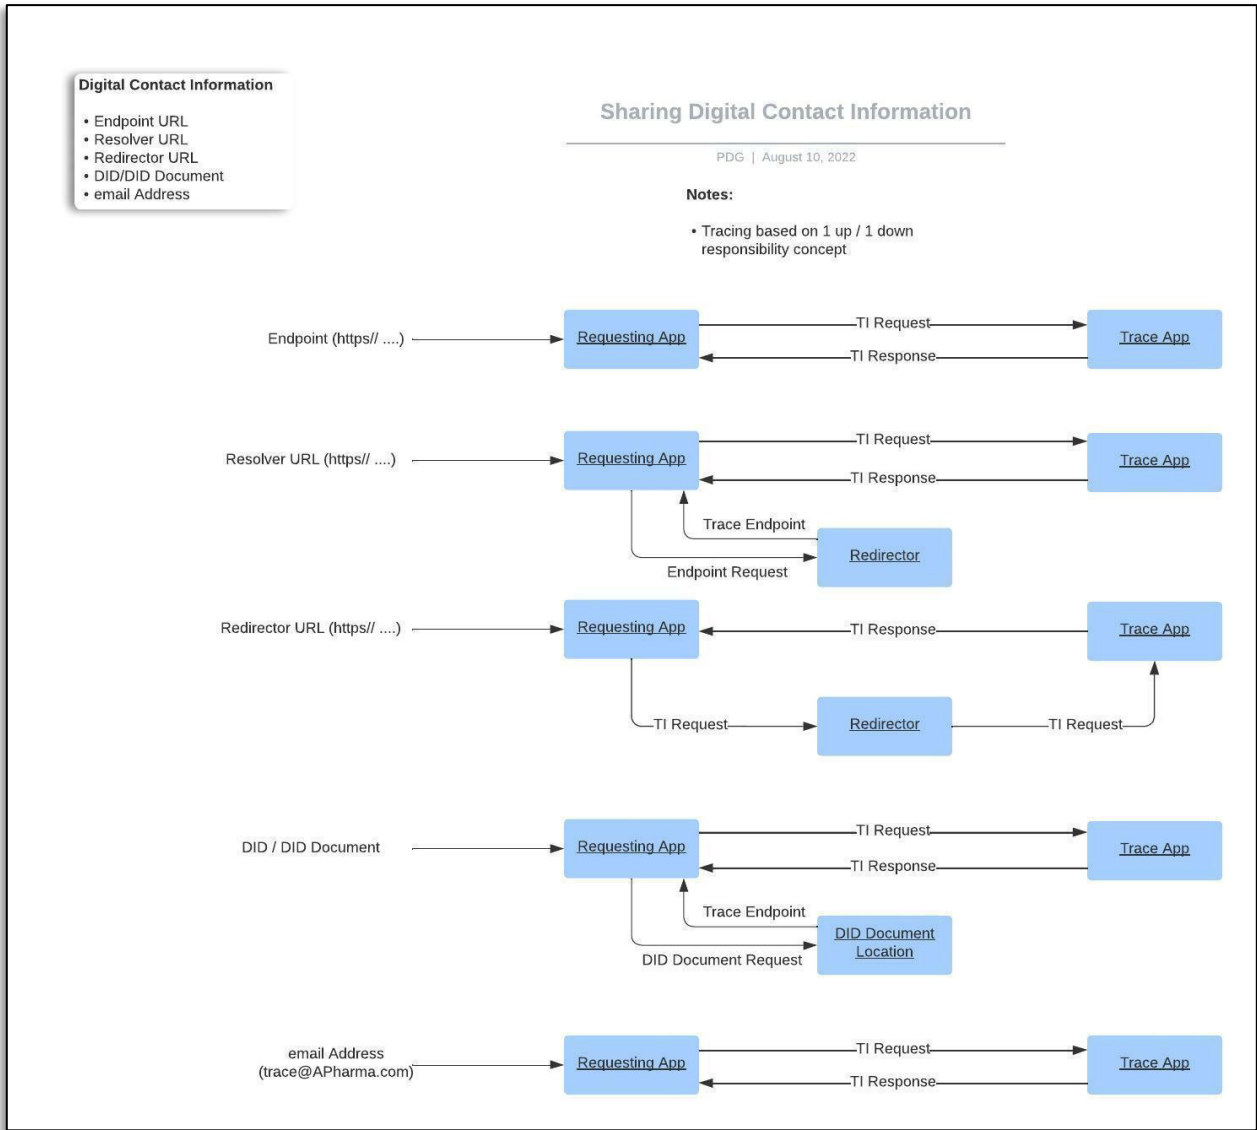 Digital Contact Information
• Endpoint URL
• Resolver URL
• Redirector URL
• DID/DID Document
• email Address
Sharing Digital Contact Information
PDG | August 10, 2022
Notes:
• Tracing based on 1 up / 1 down
responsibility concept
Endpoint (https// ....)
Requesting App
TI Request
TI Response
Trace App
Resolver URL (https// ....)
Requesting App
TI Request
TI Response
Trace App
Trace Endpoint
Endpoint Request
Redirector
Redirector URL (https// ....)
Requesting App
TI Response
Trace App
TI Request
Redirector
TI Request
DID / DID Document
Requesting App
TI Request
TI Response
Trace App
Trace Endpoint
DID Document Request
DID Document
Location
email Address
(trace@APharma.com)
Requesting App
TI Request
TI Response
Trace App